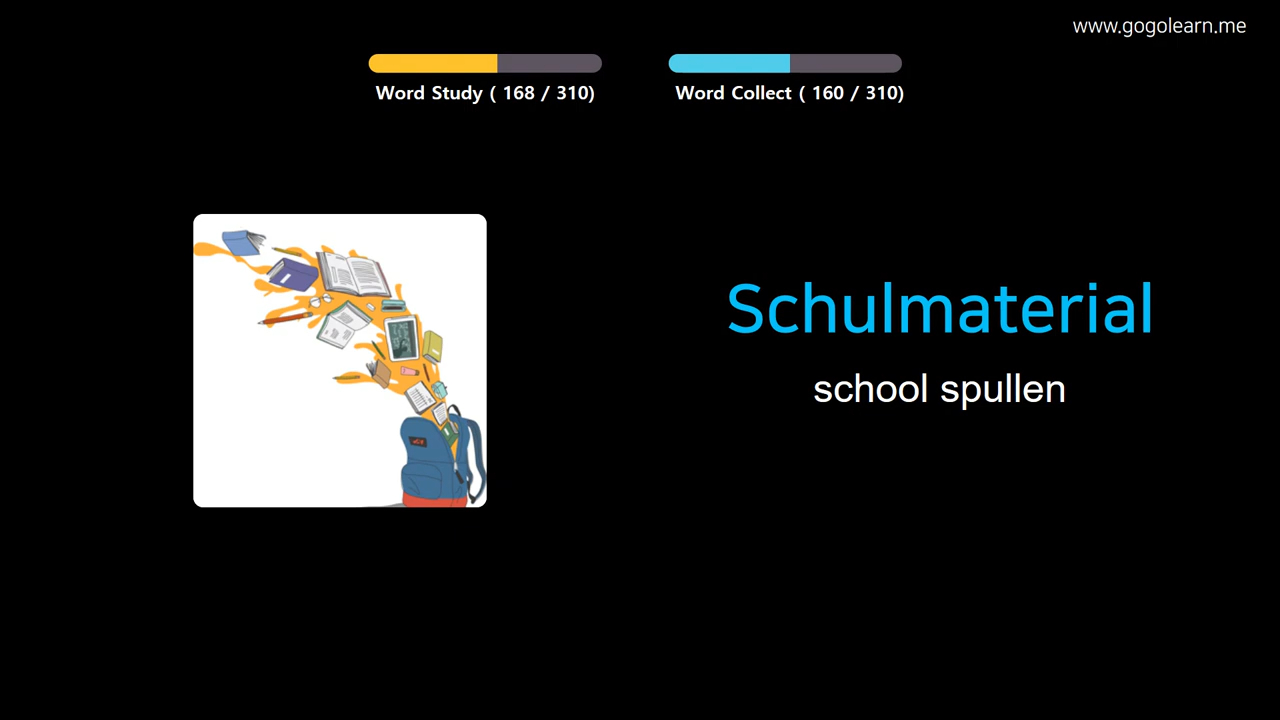 www.gogolearn.me
Word Study ( 168 / 310)
Word Collect ( 160 / 310)
Schulmaterial
school spullen